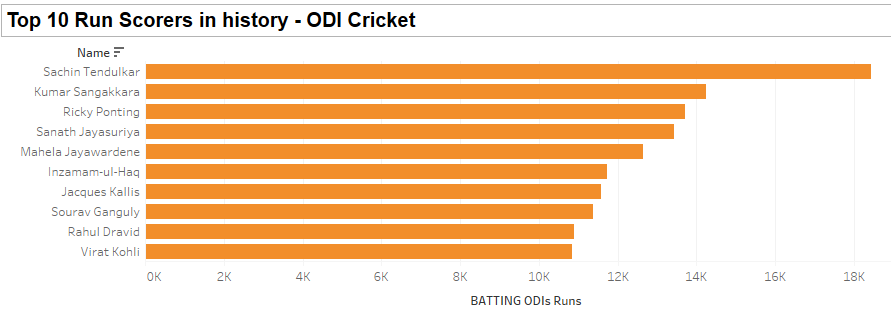 Top 10 Run Scorers in history - ODI Cricket
Name
Sachin Tendulkar
Kumar Sangakkara
Ricky Ponting
Sanath Jayasuriya
Mahela Jayawardene
Inzamam-ul-Haq
Jacques Kallis
Sourav Ganguly
Rahul Dravid
Virat Kohli
0K 2K 4K 6K 8K 10K 12K 14K 16K 18K
BATTING ODIs Runs